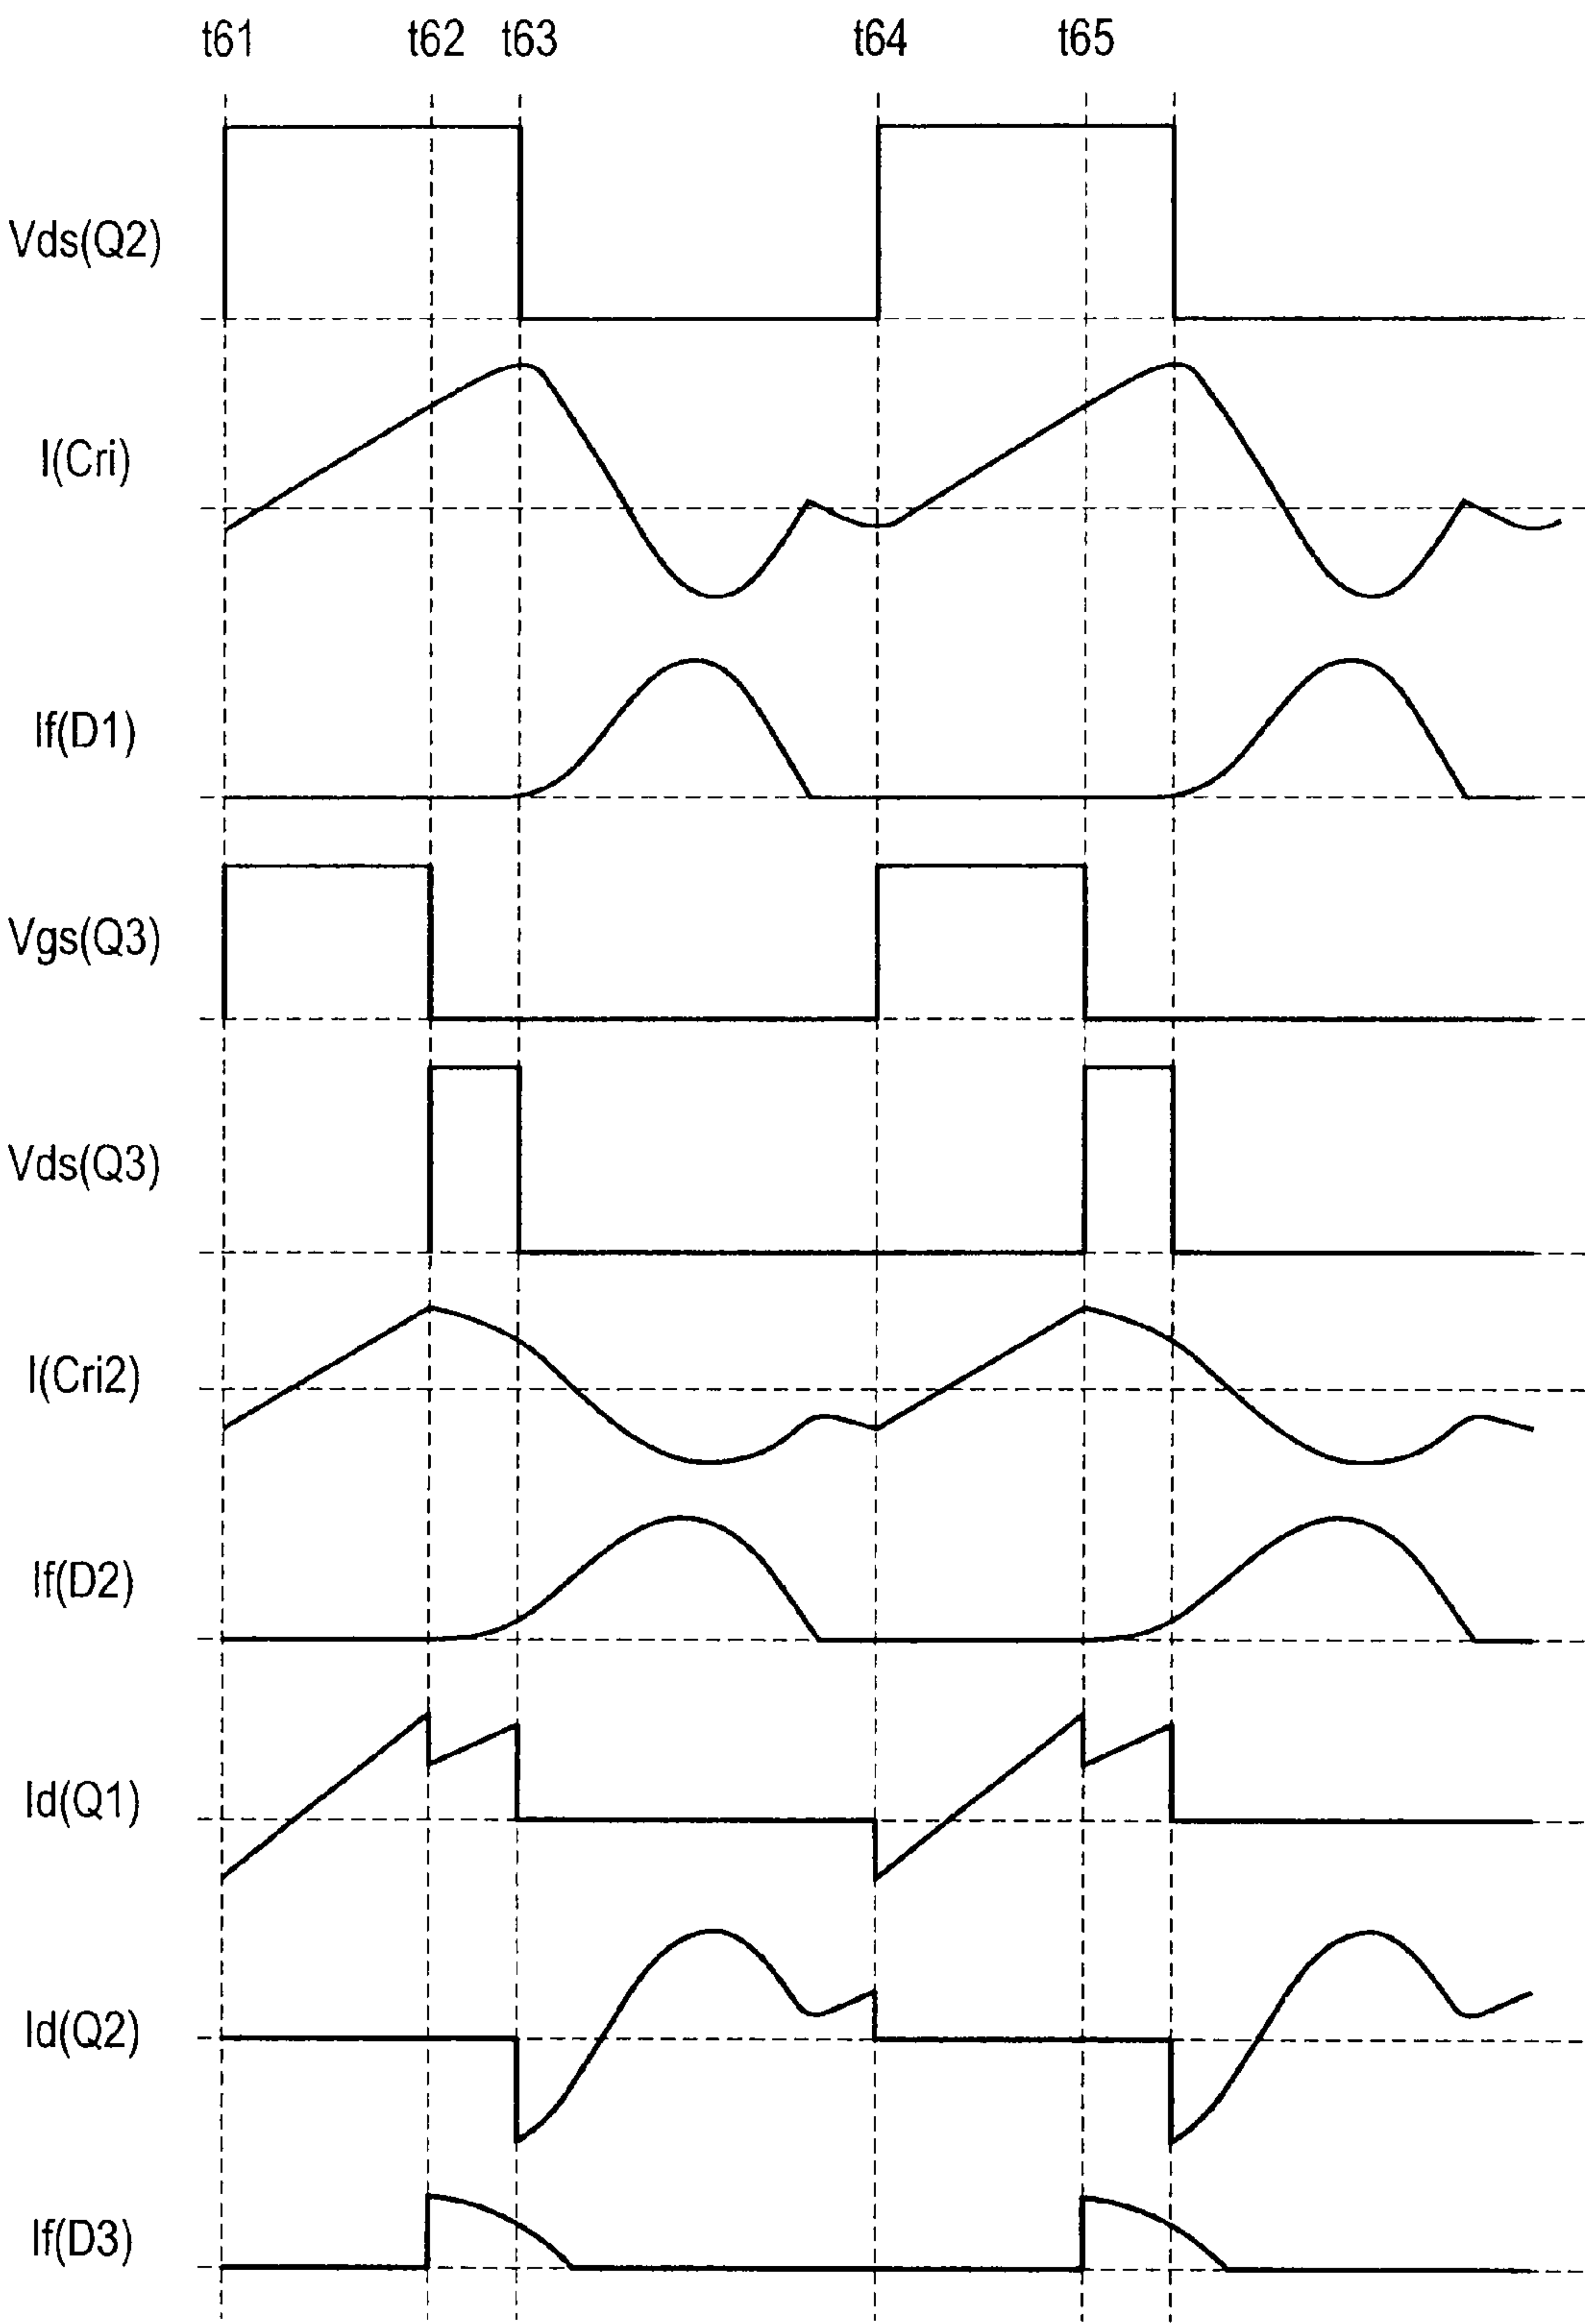 t61 t62 t63 t64 t65
Vds(Q2)
I(Cri)
If(D1)
Vgs(Q3)
Vds(Q3)
I(Cri2)
If(D2)
Id(Q1)
Id(Q2)
If(D3)